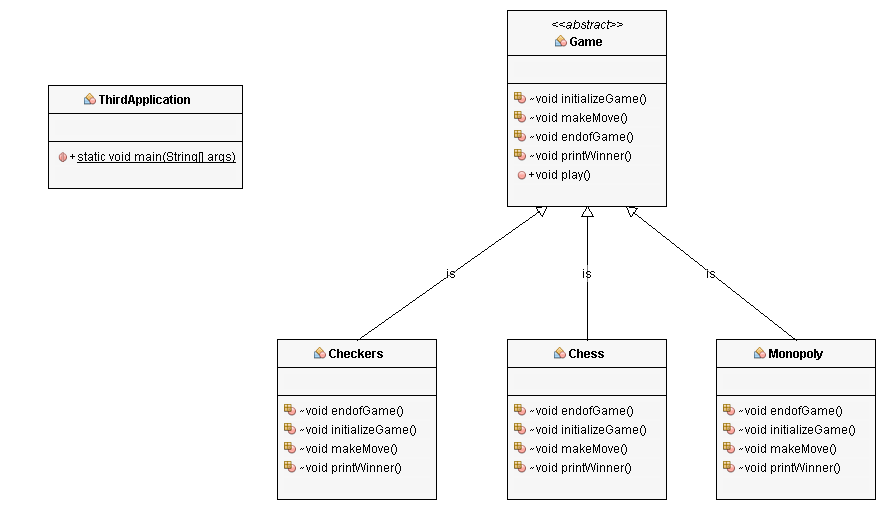 <<abstract>>
Game
~void initializeGame()
~void makeMove()
~void endofGame()
~void printWinner()
+void play()
ThirdApplication
+static void main(String[] args)
is
is
is
Checkers
~void endofGame()
~void initializeGame()
~void makeMove()
~void printWinner()
Chess
~void endofGame()
~void initializeGame()
~void makeMove()
~void printWinner()
Monopoly
~void endofGame()
~void initializeGame()
~void makeMove()
~void printWinner()